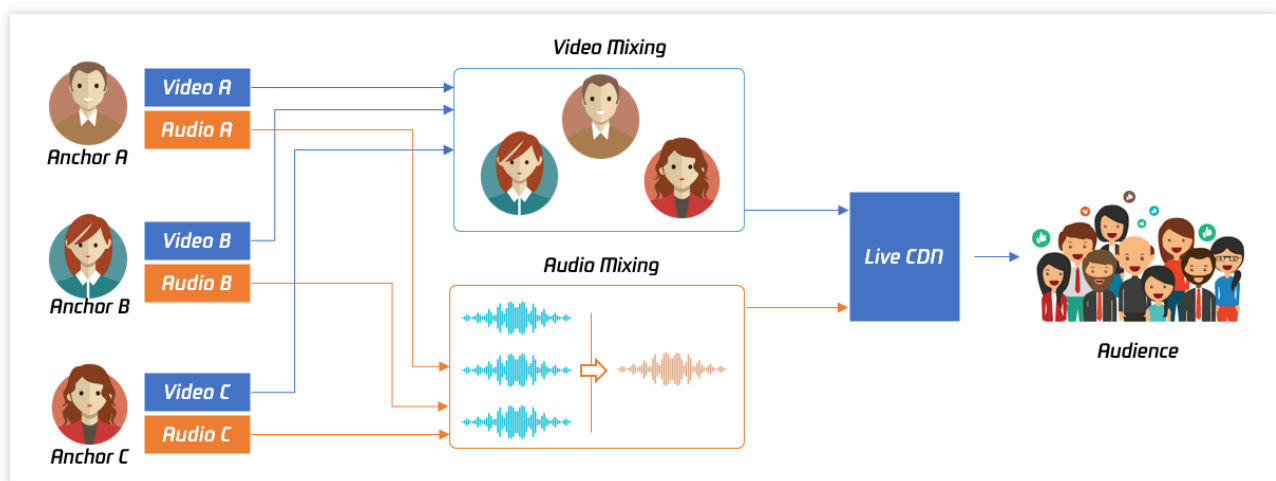 Video Mixing
Video A
Audio A
Anchor A
Video B
Audio B
Anchor B
Audio Mixing
Live CDN
Audience
Video C
Audio C
Anchor C